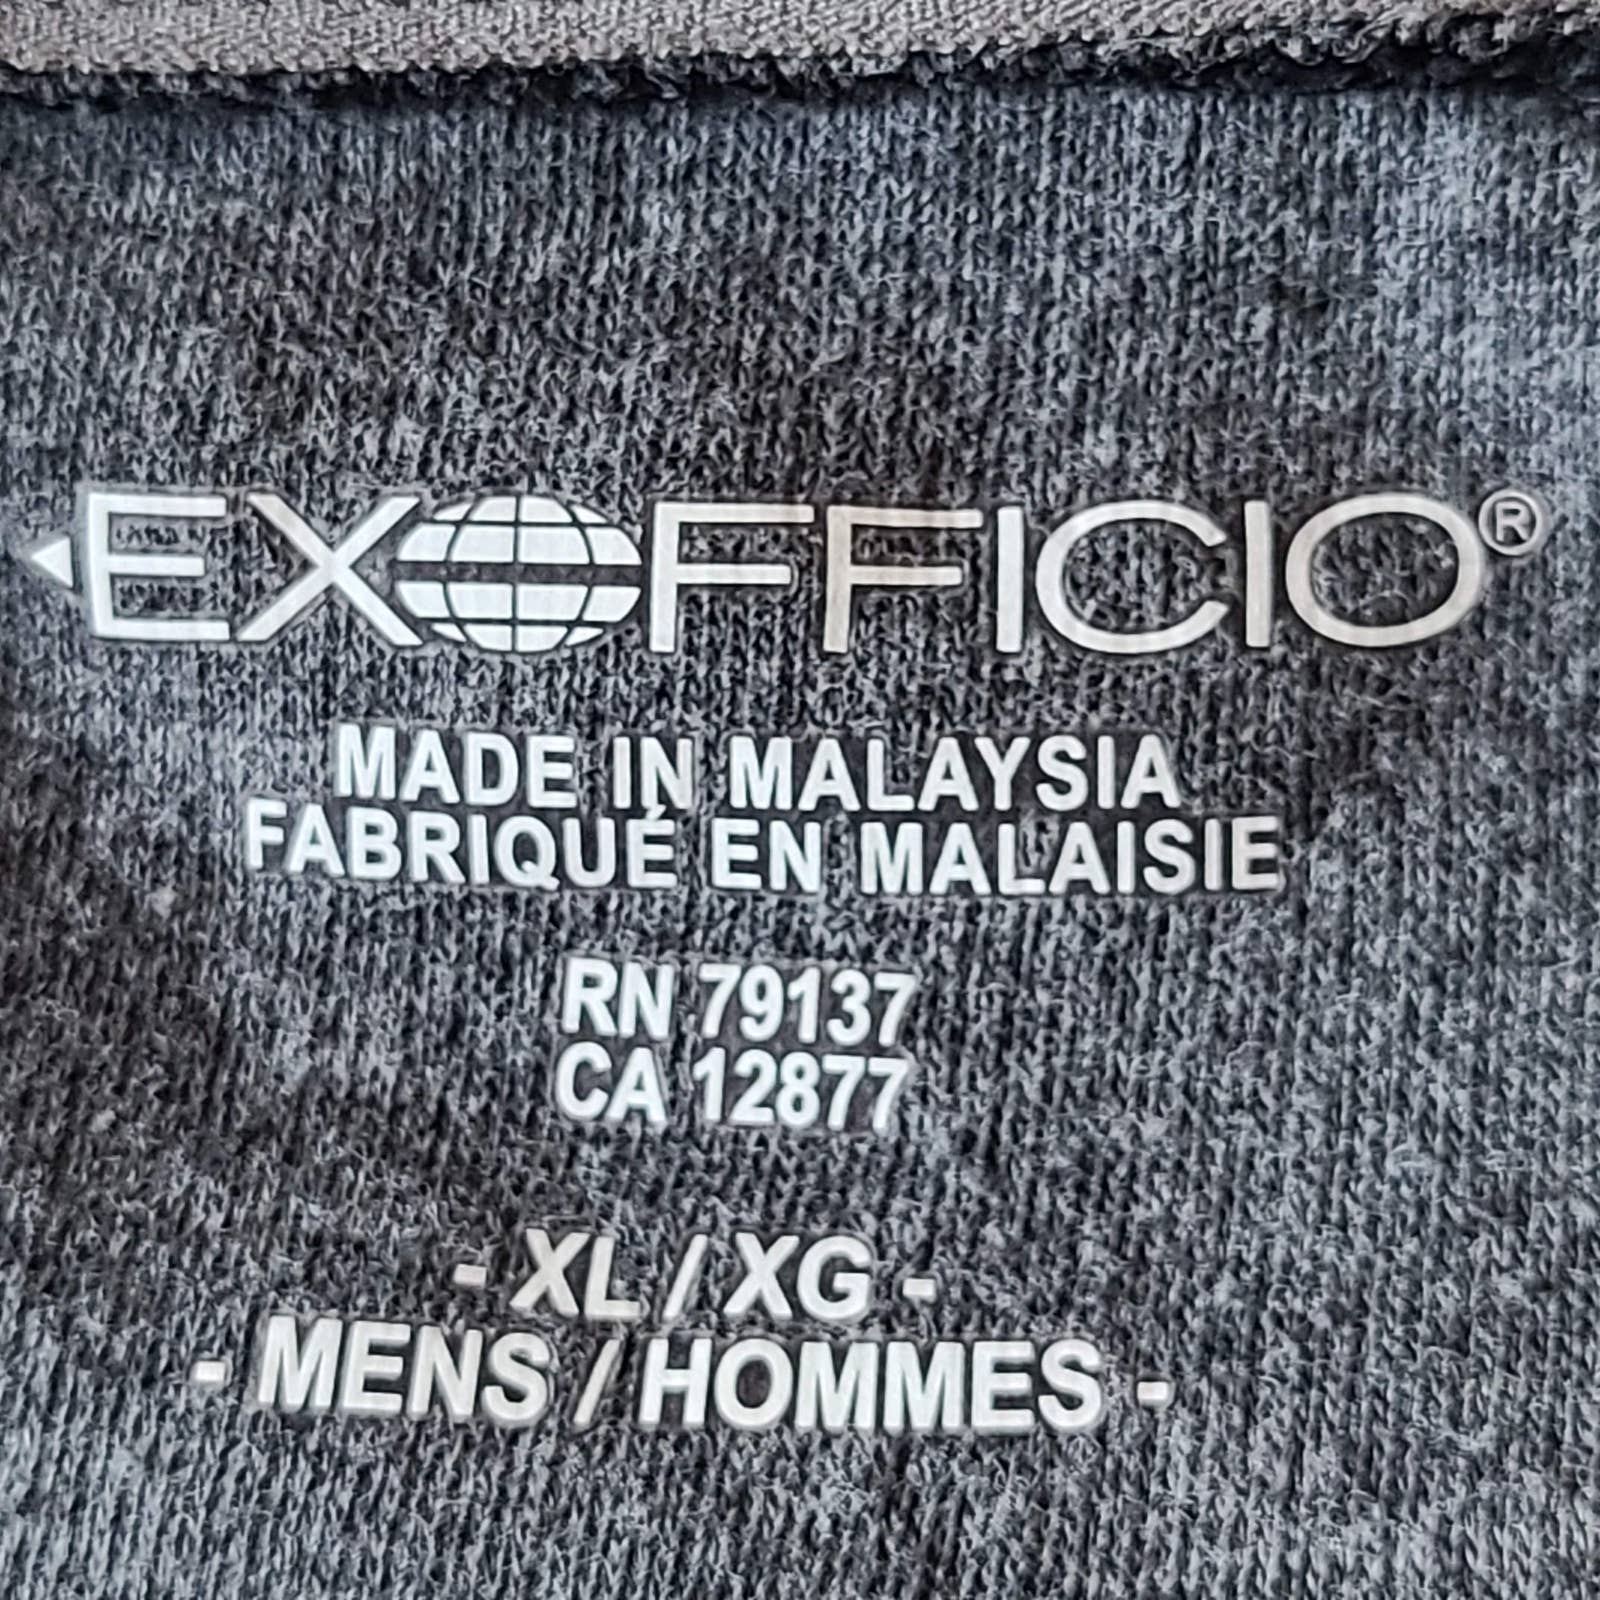 EXOFFICIO®
MADE IN MALAYSIA
FABRIQUÉ EN MALAISIE
RN 79137
CA 12877
- XL / XG -
- MENS / HOMMES -